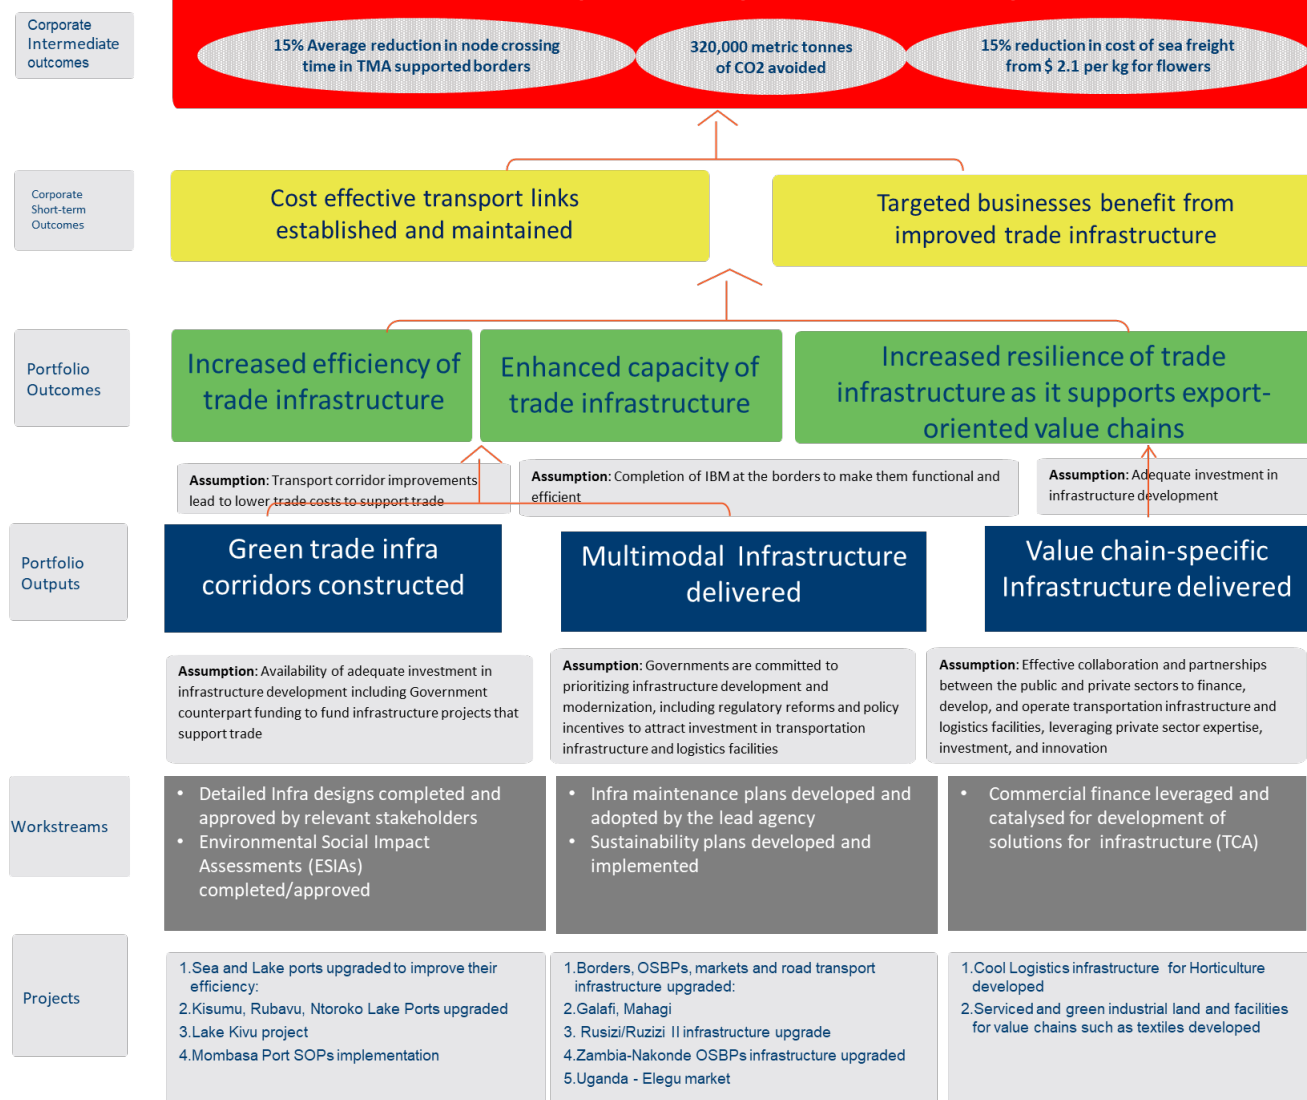 Corporate
Intermediate
outcomes
15% Average reduction in node crossing
time in TMA supported borders
320,000 metric tonnes
of CO2 avoided
15% reduction in cost of sea freight
from $ 2.1 per kg for flowers
Corporate
Short-term
Outcomes
Cost effective transport links
established and maintained
Targeted businesses benefit from
improved trade infrastructure
Portfolio
Outcomes
Increased efficiency of
trade infrastructure
Enhanced capacity of
trade infrastructure
Increased resilience of trade
infrastructure as it supports export-
oriented value chains
Assumption: Transport corridor improvements
lead to lower trade costs to support trade
Assumption: Completion of IBM at the borders to make them functional and
efficient
Assumption: Adequate investment in
infrastructure development
Portfolio
Outputs
Green trade infra
corridors constructed
Multimodal Infrastructure
delivered
Value chain-specific
Infrastructure delivered
Assumption: Availability of adequate investment in
infrastructure development including Government
counterpart funding to fund infrastructure projects that
support trade
Assumption: Governments are committed to
prioritizing infrastructure development and
modernization, including regulatory reforms and policy
incentives to attract investment in transportation
infrastructure and logistics facilities
Assumption: Effective collaboration and partnerships
between the public and private sectors to finance,
develop, and operate transportation infrastructure and
logistics facilities, leveraging private sector expertise,
investment, and innovation
Workstreams
• Detailed Infra designs completed and
approved by relevant stakeholders
• Environmental Social Impact
Assessments (ESIAs)
completed/approved
• Infra maintenance plans developed and
adopted by the lead agency
• Sustainability plans developed and
implemented
• Commercial finance leveraged and
catalysed for development of
solutions for infrastructure (TCA)
Projects
1.Sea and Lake ports upgraded to improve their
efficiency:
2.Kisumu, Rubavu, Ntoroko Lake Ports upgraded
3.Lake Kivu project
4.Mombasa Port SOPs implementation
1.Borders, OSBPs, markets and road transport
infrastructure upgraded:
2.Galafi, Mahagi
3. Rusizi/Ruzizi II infrastructure upgrade
4.Zambia-Nakonde OSBPs infrastructure upgraded
5.Uganda - Elegu market
1.Cool Logistics infrastructure for Horticulture
developed
2.Serviced and green industrial land and facilities
for value chains such as textiles developed